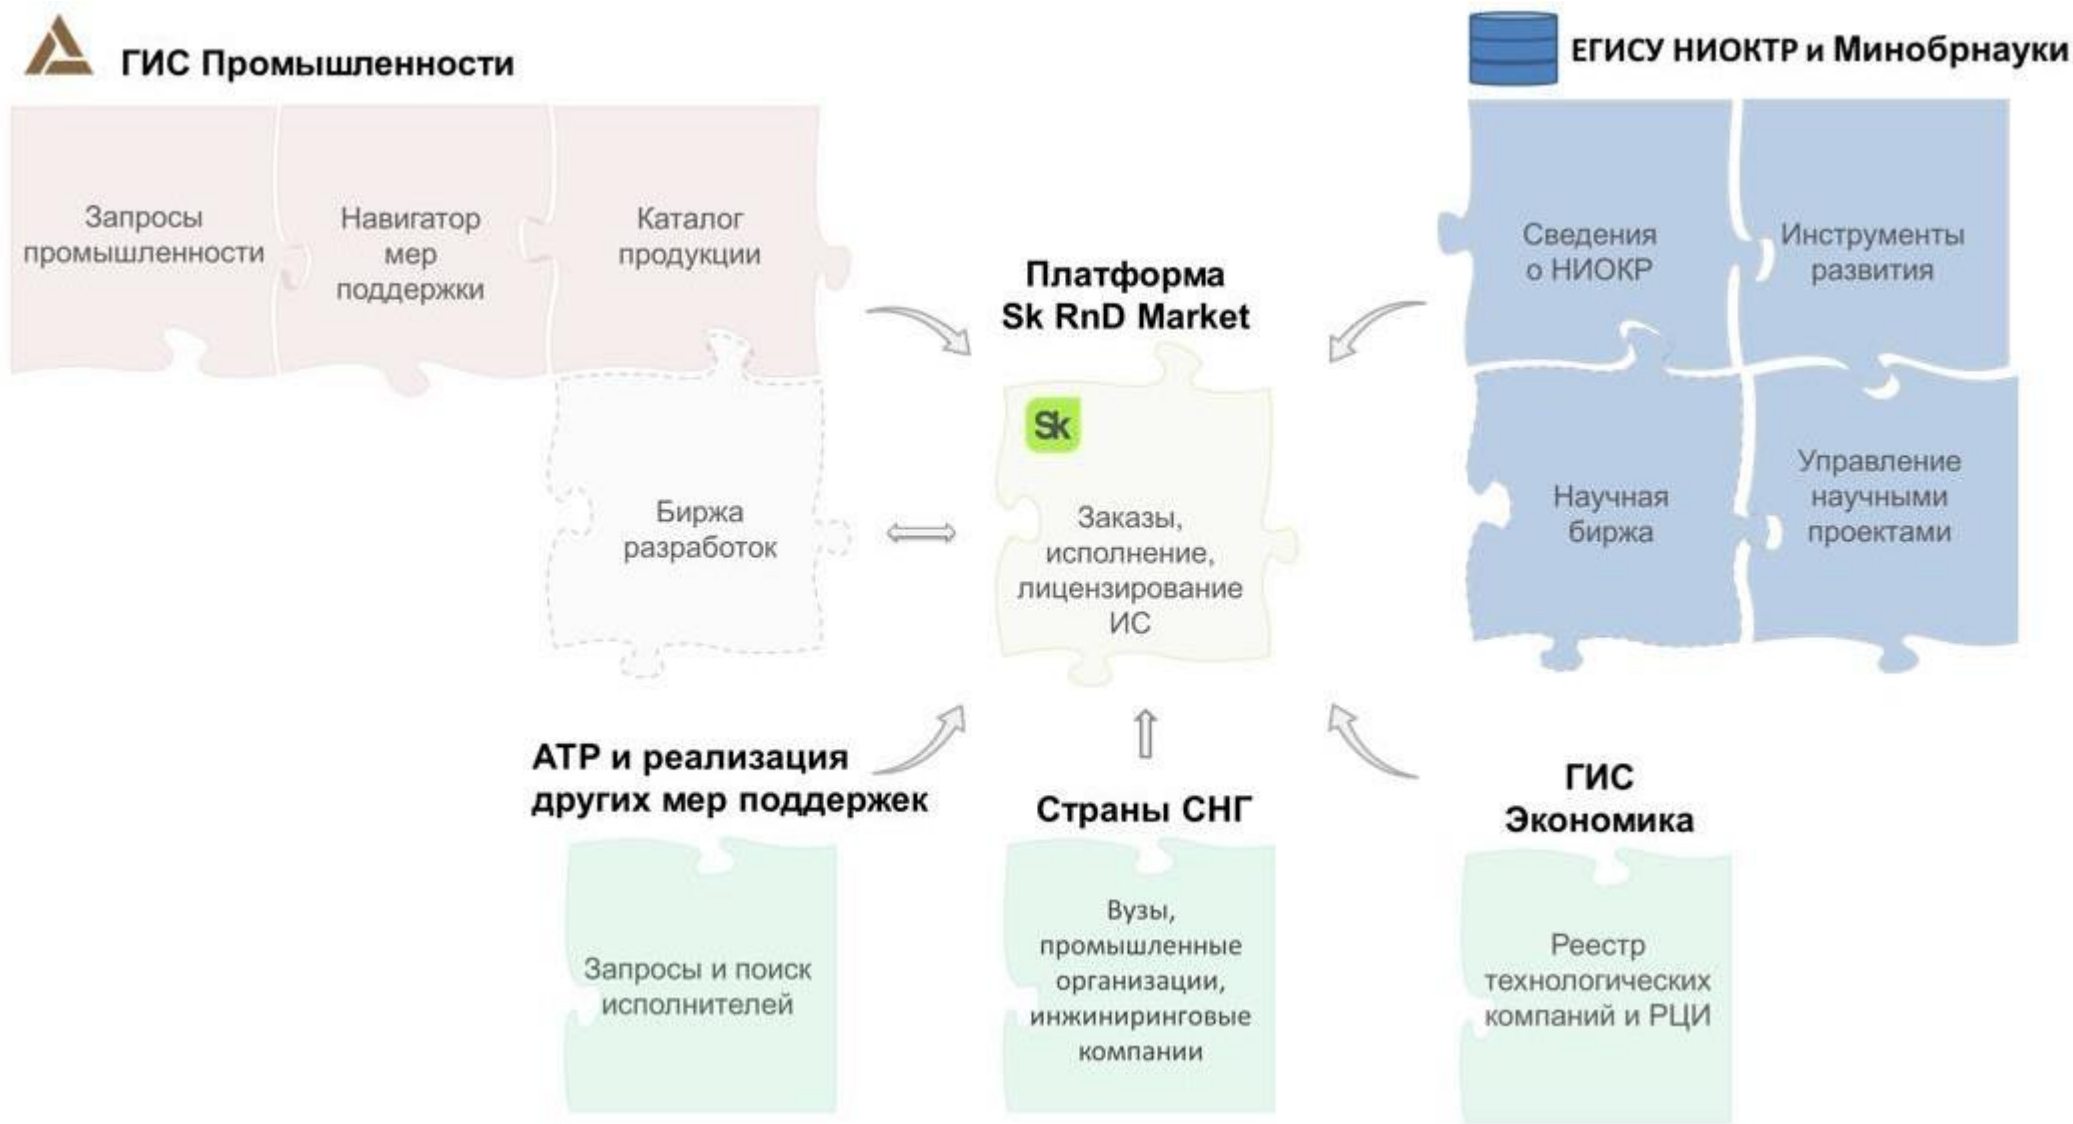 ГИС Промышленности
Запросы
промышленности
Навигатор
мер
поддержки
Каталог
продукции
Биржа
разработок
Платформа
Sk RnD Market
Sk
Заказы,
исполнение,
лицензирование
ИС
ЕГИСУ НИОКТР и Минобрнауки
Сведения
о НИОКР
Инструменты
развития
Научная
биржа
Управление
научными
проектами
АТР и реализация
других мер поддержек
Запросы и поиск
исполнителей
Страны СНГ
Вузы,
промышленные
организации,
инжиниринговые
компании
ГИС
Экономика
Реестр
технологических
компаний и РЦИ